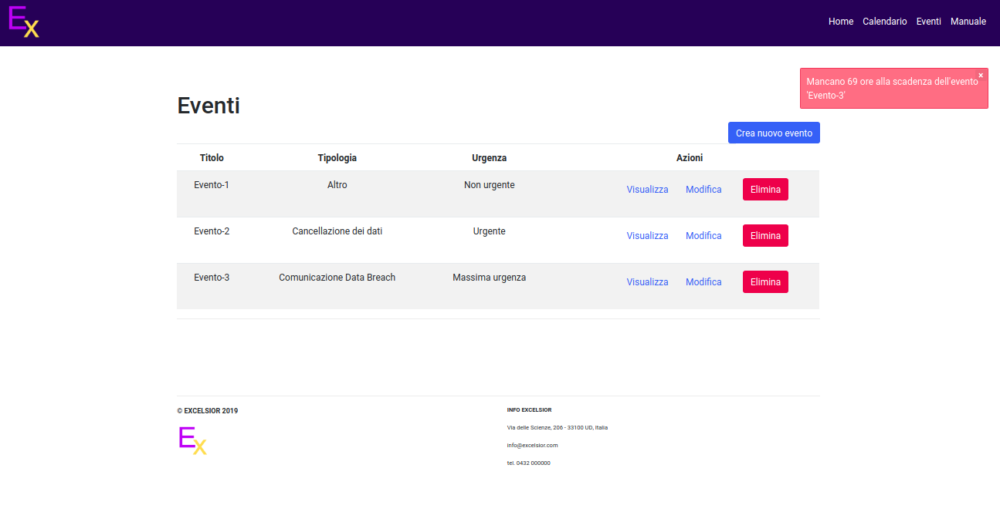 Ex
Home Calendario Eventi Manuale
Mancano 69 ore alla scadenza dell'evento ×
'Evento-3'
Eventi
Crea nuovo evento
Titolo Tipologia Urgenza Azioni
Evento-1 Altro Non urgente Visualizza Modifica Elimina
Evento-2 Cancellazione dei dati Urgente Visualizza Modifica Elimina
Evento-3 Comunicazione Data Breach Massima urgenza Visualizza Modifica Elimina
© EXCELSIOR 2019
Ex
INFO EXCELSIOR
Via delle Scienze, 206 - 33100 UD, Italia
info@excelsior.com
tel. 0432 000000